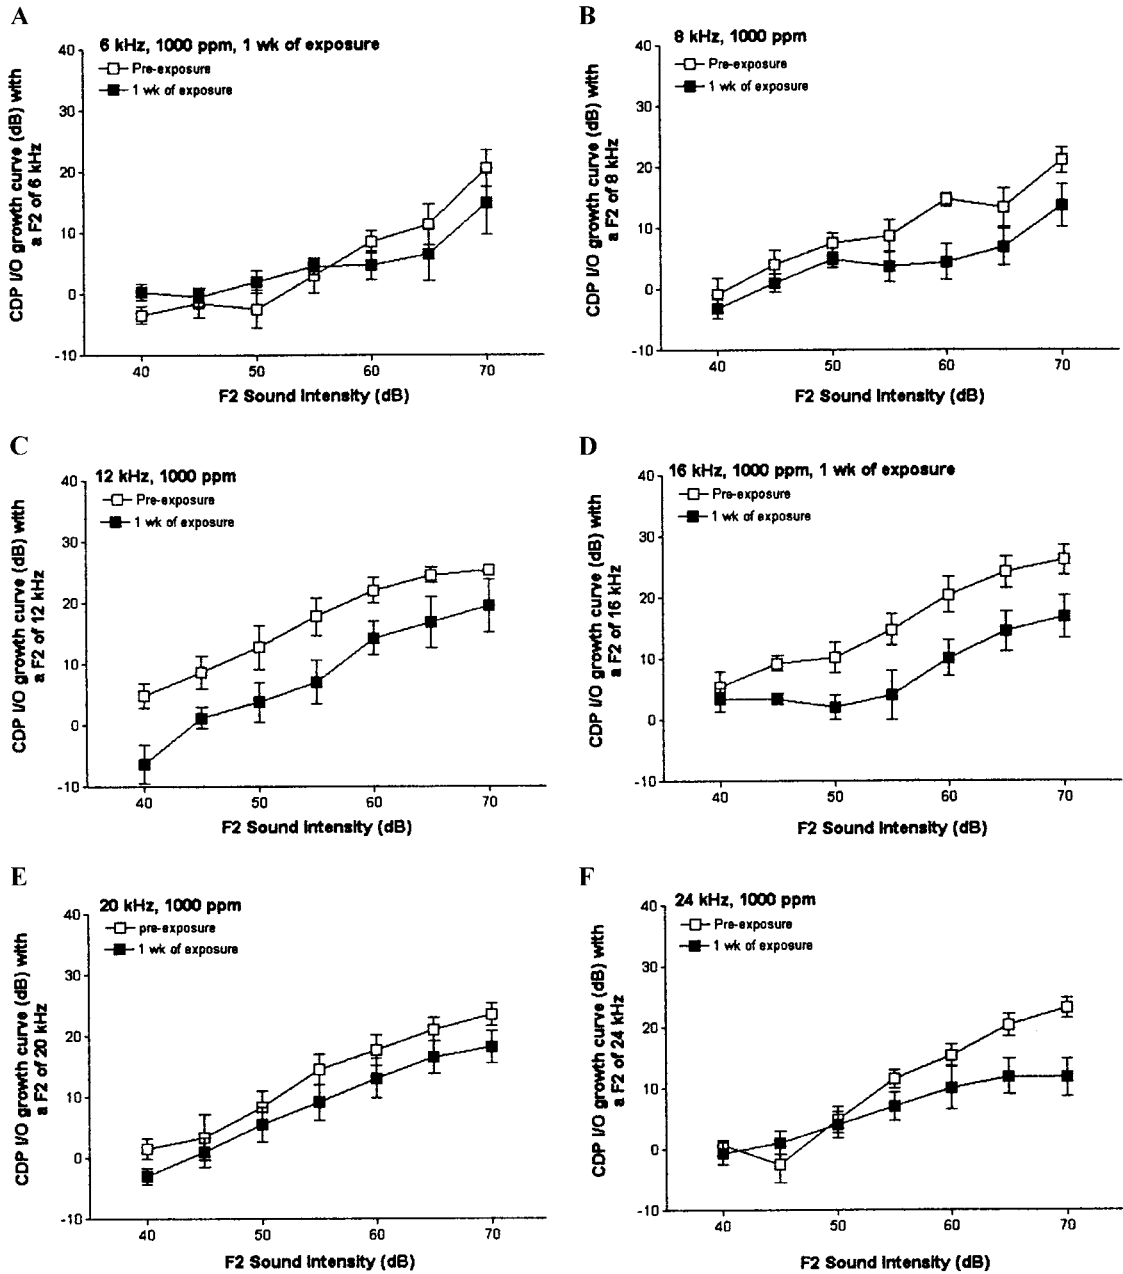 A
6 kHz, 1000 ppm, 1 wk of exposure
Pre-exposure
1 wk of exposure
CDP I/O growth curve (dB) with
a F2 of 6 kHz
40
30
20
10
0
-10
40 50 60 70
F2 Sound Intensity (dB)
B
8 kHz, 1000 ppm
Pre-exposure
1 wk of exposure
CDP I/O growth curve (dB) with
a F2 of 8 kHz
40
30
20
10
0
-10
40 50 60 70
F2 Sound Intensity (dB)
C
12 kHz, 1000 ppm
Pre-exposure
1 wk of exposure
CDP I/O growth curve (dB) with
a F2 of 12 kHz
40
30
20
10
0
-10
40 50 60 70
F2 Sound Intensity (dB)
D
16 kHz, 1000 ppm, 1 wk of exposure
Pre-exposure
1 wk of exposure
CDP I/O growth curve (dB) with
a F2 of 16 kHz
40
30
20
10
0
-10
40 50 60 70
F2 Sound Intensity (dB)
E
20 kHz, 1000 ppm
pre-exposure
1 wk of exposure
CDP I/O growth curve (dB) with
a F2 of 20 kHz
40
30
20
10
0
-10
40 50 60 70
F2 Sound Intensity (dB)
F
24 kHz, 1000 ppm
Pre-exposure
1 wk of exposure
CDP I/O growth curve (dB) with
a F2 of 24 kHz
40
30
20
10
0
-10
40 50 60 70
F2 Sound Intensity (dB)